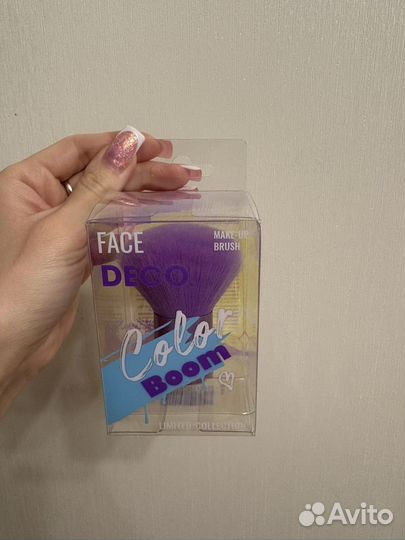 FACE
MAKE-UP
BRUSH
DECO
Color
Boom
LIMITED COLLECTION
Avito